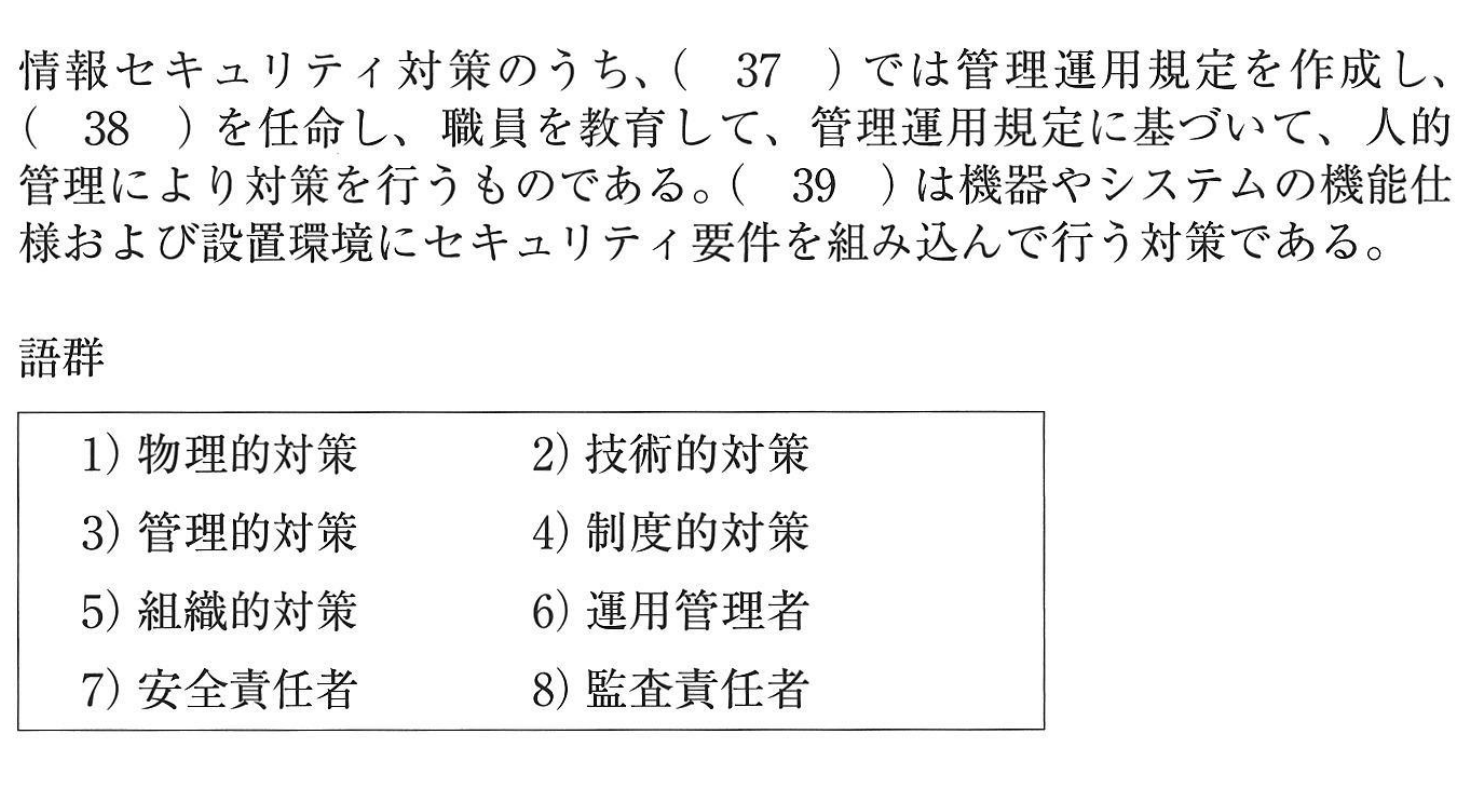 情報セキュリティ対策のうち、( 37 )では管理運用規定を作成し、
( 38 )を任命し、職員を教育して、管理運用規定に基づいて、人的
管理により対策を行うものである。( 39 )は機器やシステムの機能仕
様および設置環境にセキュリティ要件を組み込んで行う対策である。
語群
1) 物理的対策 2) 技術的対策
3) 管理的対策 4) 制度的対策
5) 組織的対策 6) 運用管理者
7) 安全責任者 8) 監査責任者